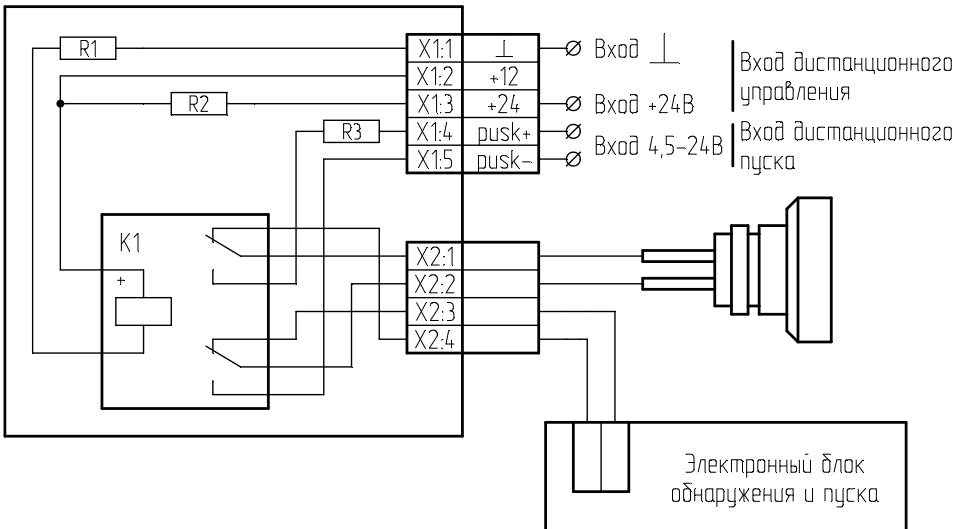 R1
X1:1 ⊥
Вход ⊥
X1:2 +12
Вход дистанционного
управления
R2
X1:3 +24
Вход +24В
R3
X1:4 pusk+
Вход 4,5-24В
Вход дистанционного
пуска
X1:5 pusk-
K1
+
X2:1
X2:2
X2:3
X2:4
Электронный блок
обнаружения и пуска